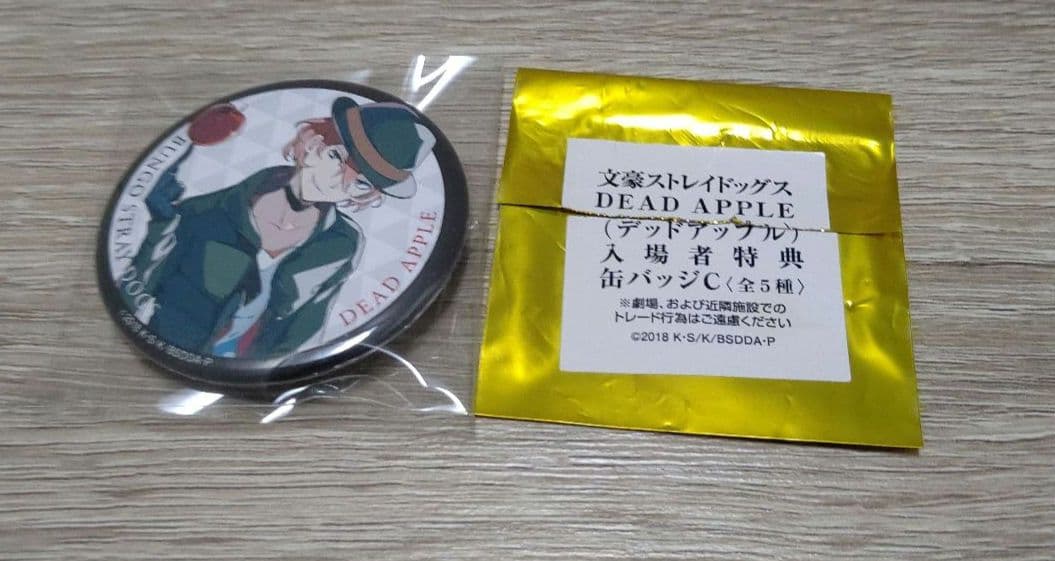 BUNGO STRAY DOGS
DEAD APPLE
©2018 K・S/K/BSDDA・P
文豪ストレイドッグス
DEAD APPLE
(デッドアップル)
入場者特典
缶バッジC〈全5種〉
※劇場、および近隣施設での
トレード行為はご遠慮ください
©2018 K・S/K/BSDDA・P